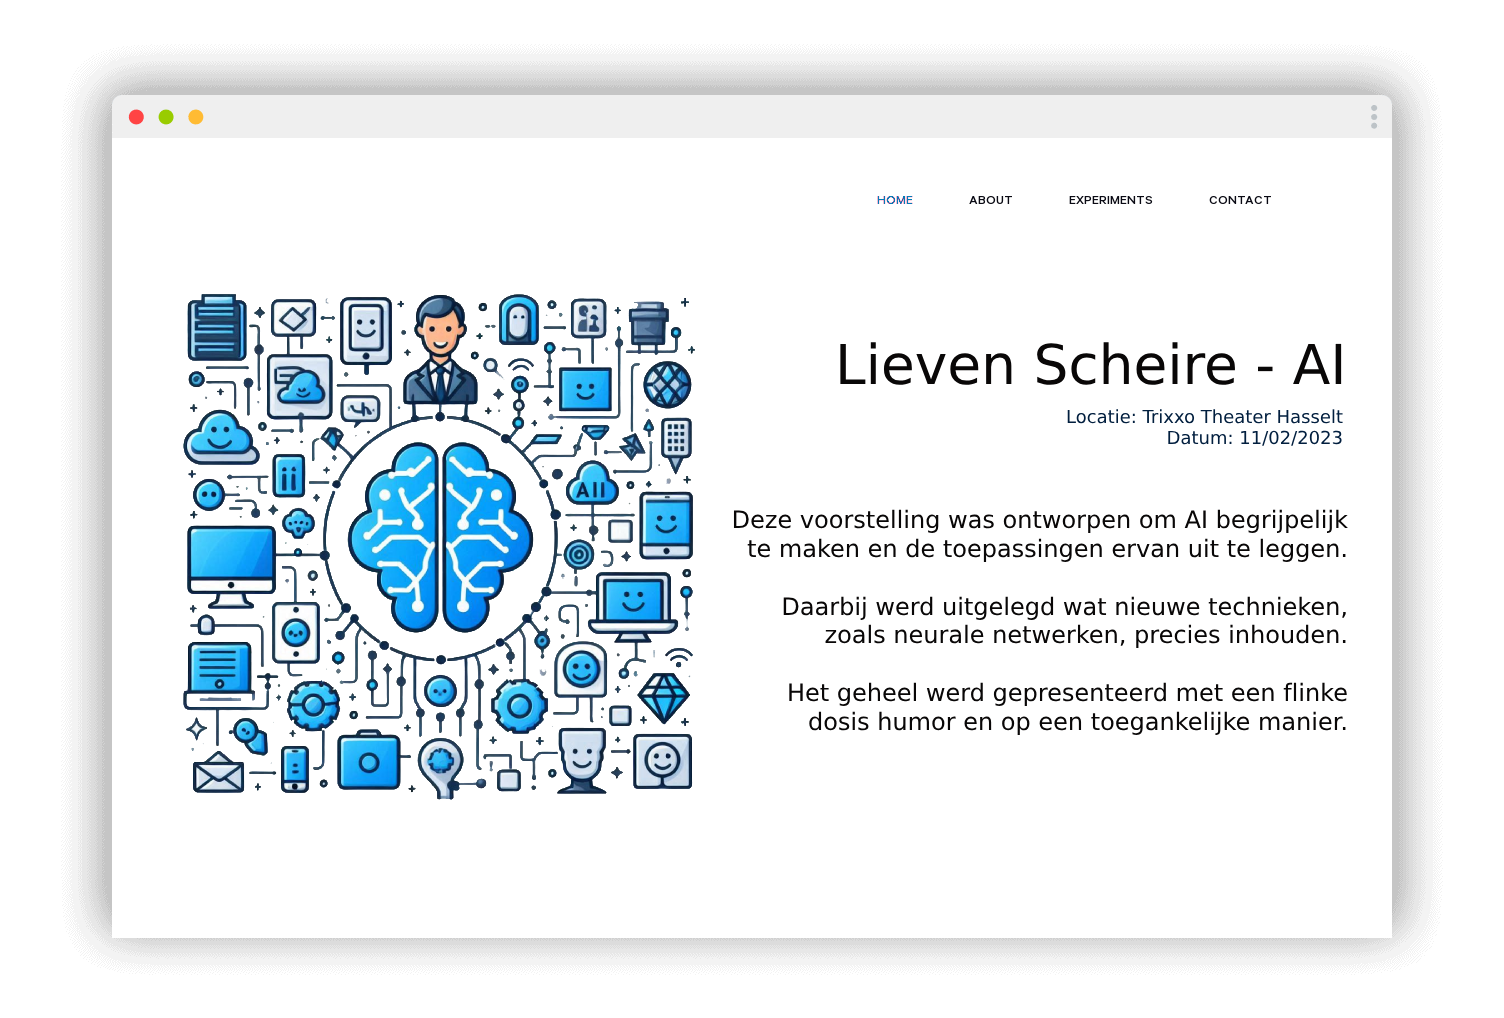 HOME ABOUT EXPERIMENTS CONTACT
Lieven Scheire - AI
Locatie: Trixxo Theater Hasselt
Datum: 11/02/2023
AII
Deze voorstelling was ontworpen om AI begrijpelijk
te maken en de toepassingen ervan uit te leggen.
Daarbij werd uitgelegd wat nieuwe technieken,
zoals neurale netwerken, precies inhouden.
Het geheel werd gepresenteerd met een flinke
dosis humor en op een toegankelijke manier.